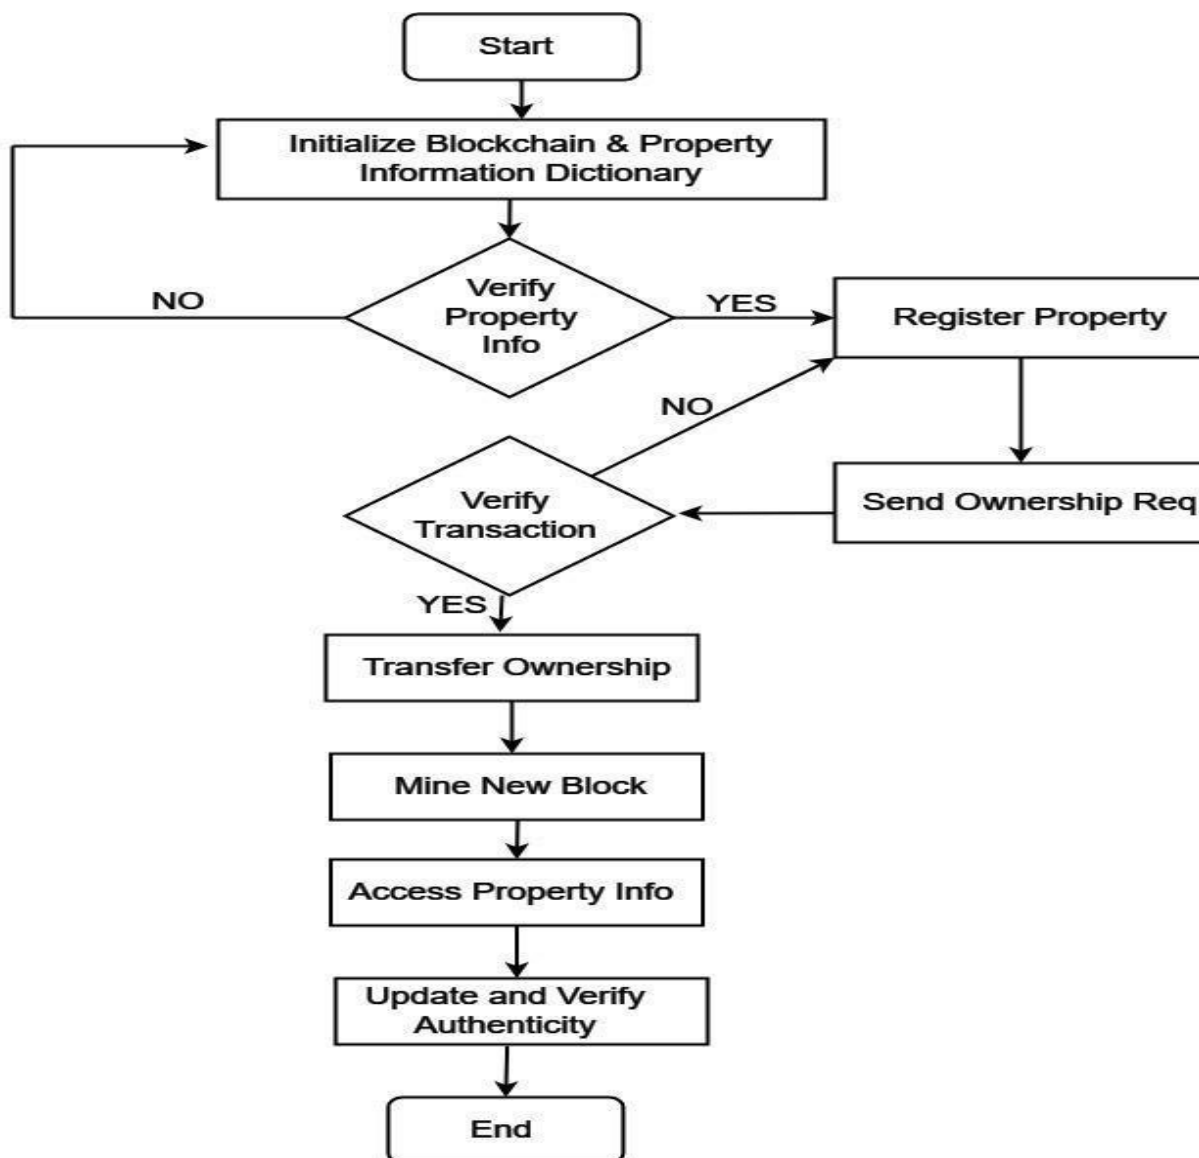 Start
Initialize Blockchain & Property
Information Dictionary
Verify
Property
Info
NO
YES
Register Property
NO
Verify
Transaction
Send Ownership Req
YES
Transfer Ownership
Mine New Block
Access Property Info
Update and Verify
Authenticity
End